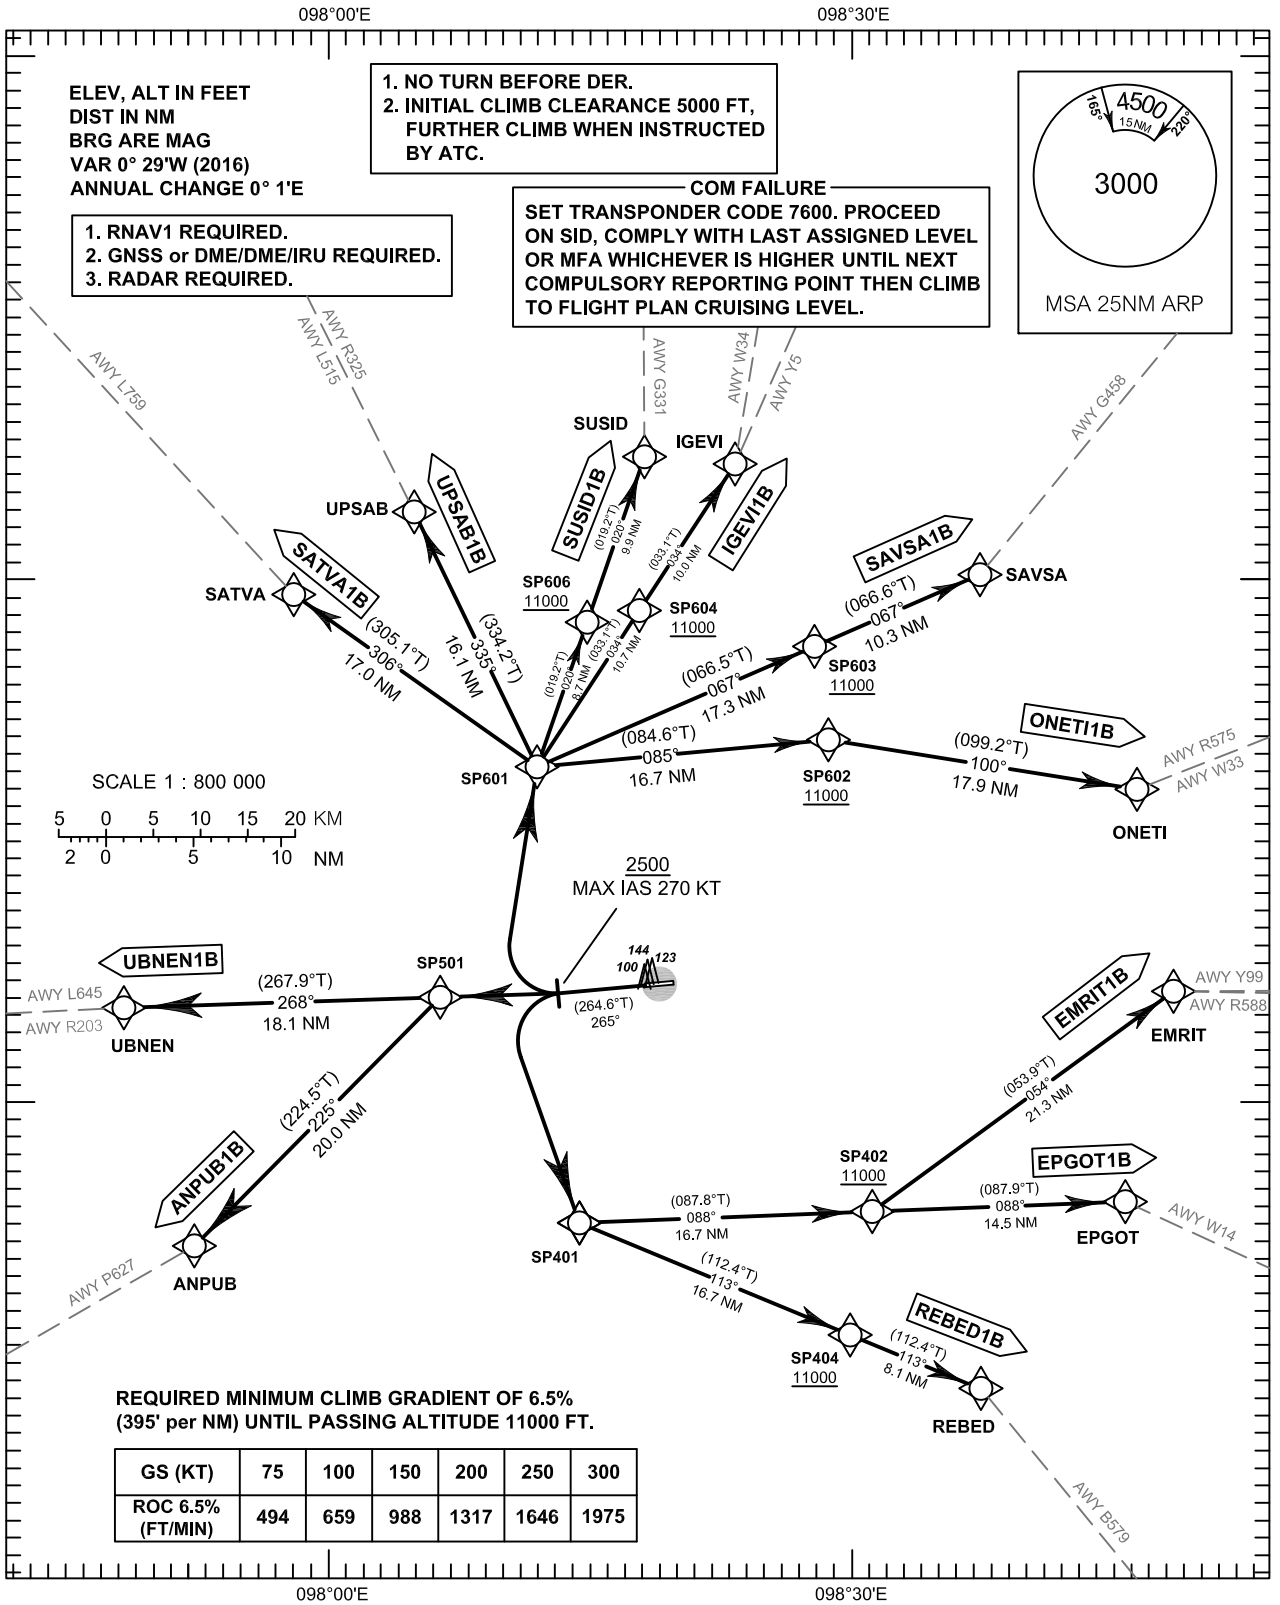 098°00'E
098°30'E
ELEV, ALT IN FEET
DIST IN NM
BRG ARE MAG
VAR 0° 29'W (2016)
ANNUAL CHANGE 0° 1'E
1. NO TURN BEFORE DER.
2. INITIAL CLIMB CLEARANCE 5000 FT,
FURTHER CLIMB WHEN INSTRUCTED
BY ATC.
165°
4500
15NM
220°
3000
MSA 25NM ARP
1. RNAV1 REQUIRED.
2. GNSS or DME/DME/IRU REQUIRED.
3. RADAR REQUIRED.
COM FAILURE
SET TRANSPONDER CODE 7600. PROCEED
ON SID, COMPLY WITH LAST ASSIGNED LEVEL
OR MFA WHICHEVER IS HIGHER UNTIL NEXT
COMPULSORY REPORTING POINT THEN CLIMB
TO FLIGHT PLAN CRUISING LEVEL.
AWY L759
AWY R325
AWY L515
AWY G331
AWY W34
AWY Y5
AWY G458
SUSID
IGEVI
UPSAB
UPSAB1B
SUSID1B
(019.2°T)
020°
9.9 NM
(033.1°T)
034°
10.0 NM
IGEVI1B
SAVSA1B
SAVSA
SATVA
SATVA1B
SP606
11000
SP604
11000
(066.6°T)
067°
10.3 NM
(305.1°T)
306°
17.0 NM
(334.2°T)
335°
16.1 NM
(019.2°T)
020°
8.7 NM
(033.1°T)
034°
10.7 NM
(066.5°T)
067°
17.3 NM
SP603
11000
ONETI1B
(084.6°T)
085°
16.7 NM
SP601
SP602
11000
(099.2°T)
100°
17.9 NM
AWY R575
AWY W33
ONETI
SCALE 1 : 800 000
5 0 5 10 15 20 KM
2 0 5 10 NM
2500
MAX IAS 270 KT
144
100
123
(264.6°T)
265°
UBNEN1B
SP501
(267.9°T)
268°
18.1 NM
AWY L645
AWY R203
UBNEN
EMRIT1B
AWY Y99
AWY R588
EMRIT
(053.9°T)
054°
21.3 NM
(224.5°T)
225°
20.0 NM
ANPUB1B
AWY P627
ANPUB
SP402
11000
EPGOT1B
(087.8°T)
088°
16.7 NM
(087.9°T)
088°
14.5 NM
SP401
EPGOT
AWY W14
(112.4°T)
113°
16.7 NM
REBED1B
SP404
11000
(112.4°T)
113°
8.1 NM
REBED
AWY B579
REQUIRED MINIMUM CLIMB GRADIENT OF 6.5%
(395' per NM) UNTIL PASSING ALTITUDE 11000 FT.
GS (KT) 75 100 150 200 250 300
ROC 6.5%
(FT/MIN) 494 659 988 1317 1646 1975
098°00'E
098°30'E